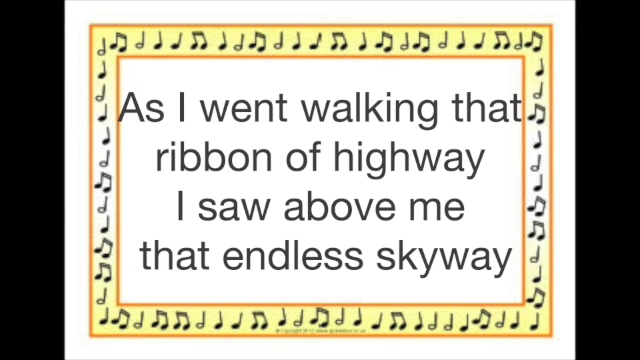 As I went walking that
ribbon of highway
I saw above me
that endless skyway